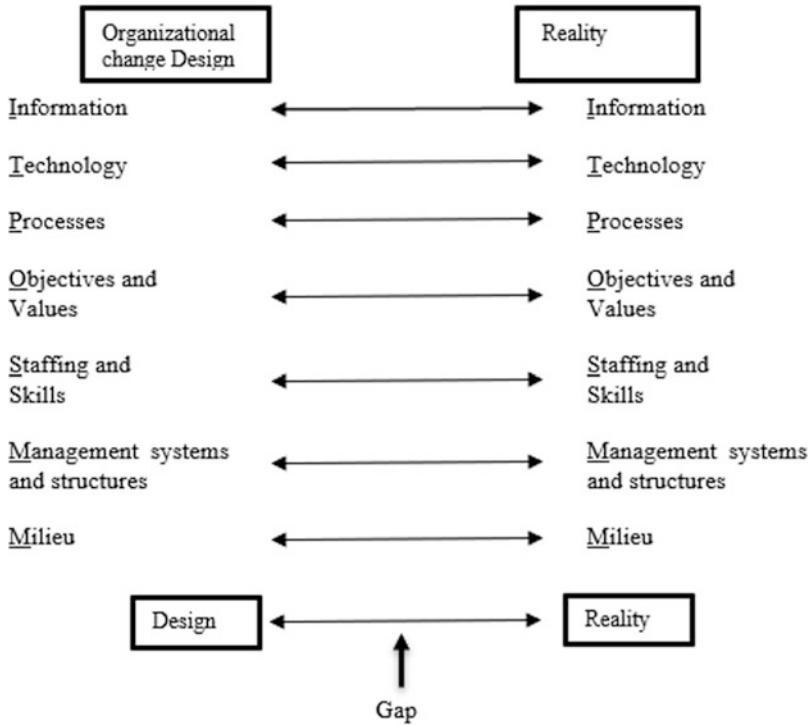 Organizational
change Design
Reality
Information
Information
Technology
Technology
Processes
Processes
Objectives and
Values
Objectives and
Values
Staffing and
Skills
Staffing and
Skills
Management systems
and structures
Management systems
and structures
Milieu
Milieu
Design
Reality
Gap